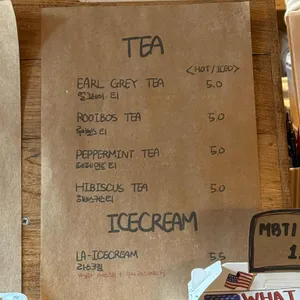 TEA
<HOT/ICED>
EARL GREY TEA 5.0
얼그레이 티
ROOIBOS TEA 5.0
루이보스 티
PEPPERMINT TEA 5.0
페퍼민트 티
HIBISCUS TEA 5.0
히비스커스티
ICECREAM
LA-ICECREAM 5.5
라스크림
MBTI
WHAT